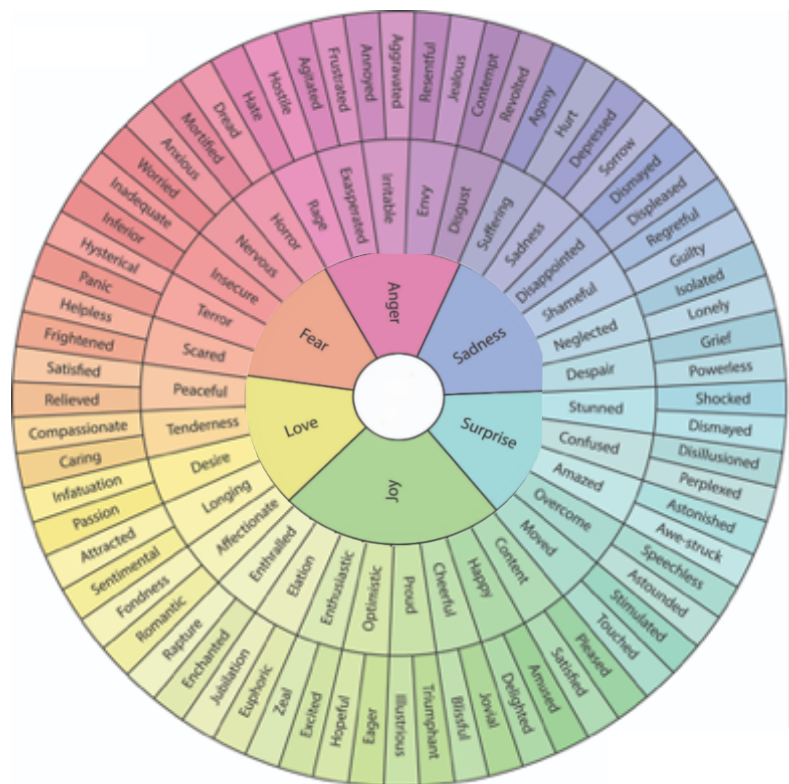 Anger
Sadness
Surprise
Joy
Love
Fear
Rage
Exasperated
Irritable
Envy
Disgust
Suffering
Sadness
Disappointed
Shameful
Neglected
Despair
Stunned
Confused
Amazed
Overcome
Moved
Content
Happy
Cheerful
Proud
Optimistic
Enthusiastic
Elation
Enthralled
Affectionate
Longing
Desire
Tenderness
Peaceful
Scared
Terror
Insecure
Nervous
Horror
Hate
Hostile
Agitated
Frustrated
Annoyed
Aggravated
Resentful
Jealous
Contempt
Revolted
Agony
Hurt
Depressed
Sorrow
Dismayed
Displeased
Regretful
Guilty
Isolated
Lonely
Grief
Powerless
Shocked
Dismayed
Disillusioned
Perplexed
Astonished
Awe-struck
Speechless
Astounded
Stimulated
Touched
Pleased
Satisfied
Amused
Delighted
Jovial
Blissful
Triumphant
Illustrious
Eager
Hopeful
Excited
Zeal
Euphoric
Jubilation
Enchanted
Rapture
Romantic
Fondness
Sentimental
Attracted
Passion
Infatuation
Caring
Compassionate
Relieved
Satisfied
Frightened
Helpless
Panic
Hysterical
Inferior
Inadequate
Worried
Anxious
Mortified
Dread